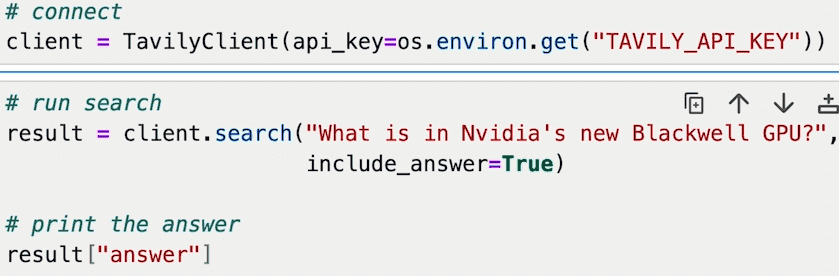 # connect
client = TavilyClient(api_key=os.environ.get("TAVILY_API_KEY"))
# run search
result = client.search("What is in Nvidia's new Blackwell GPU?",
include_answer=True)
# print the answer
result["answer"]